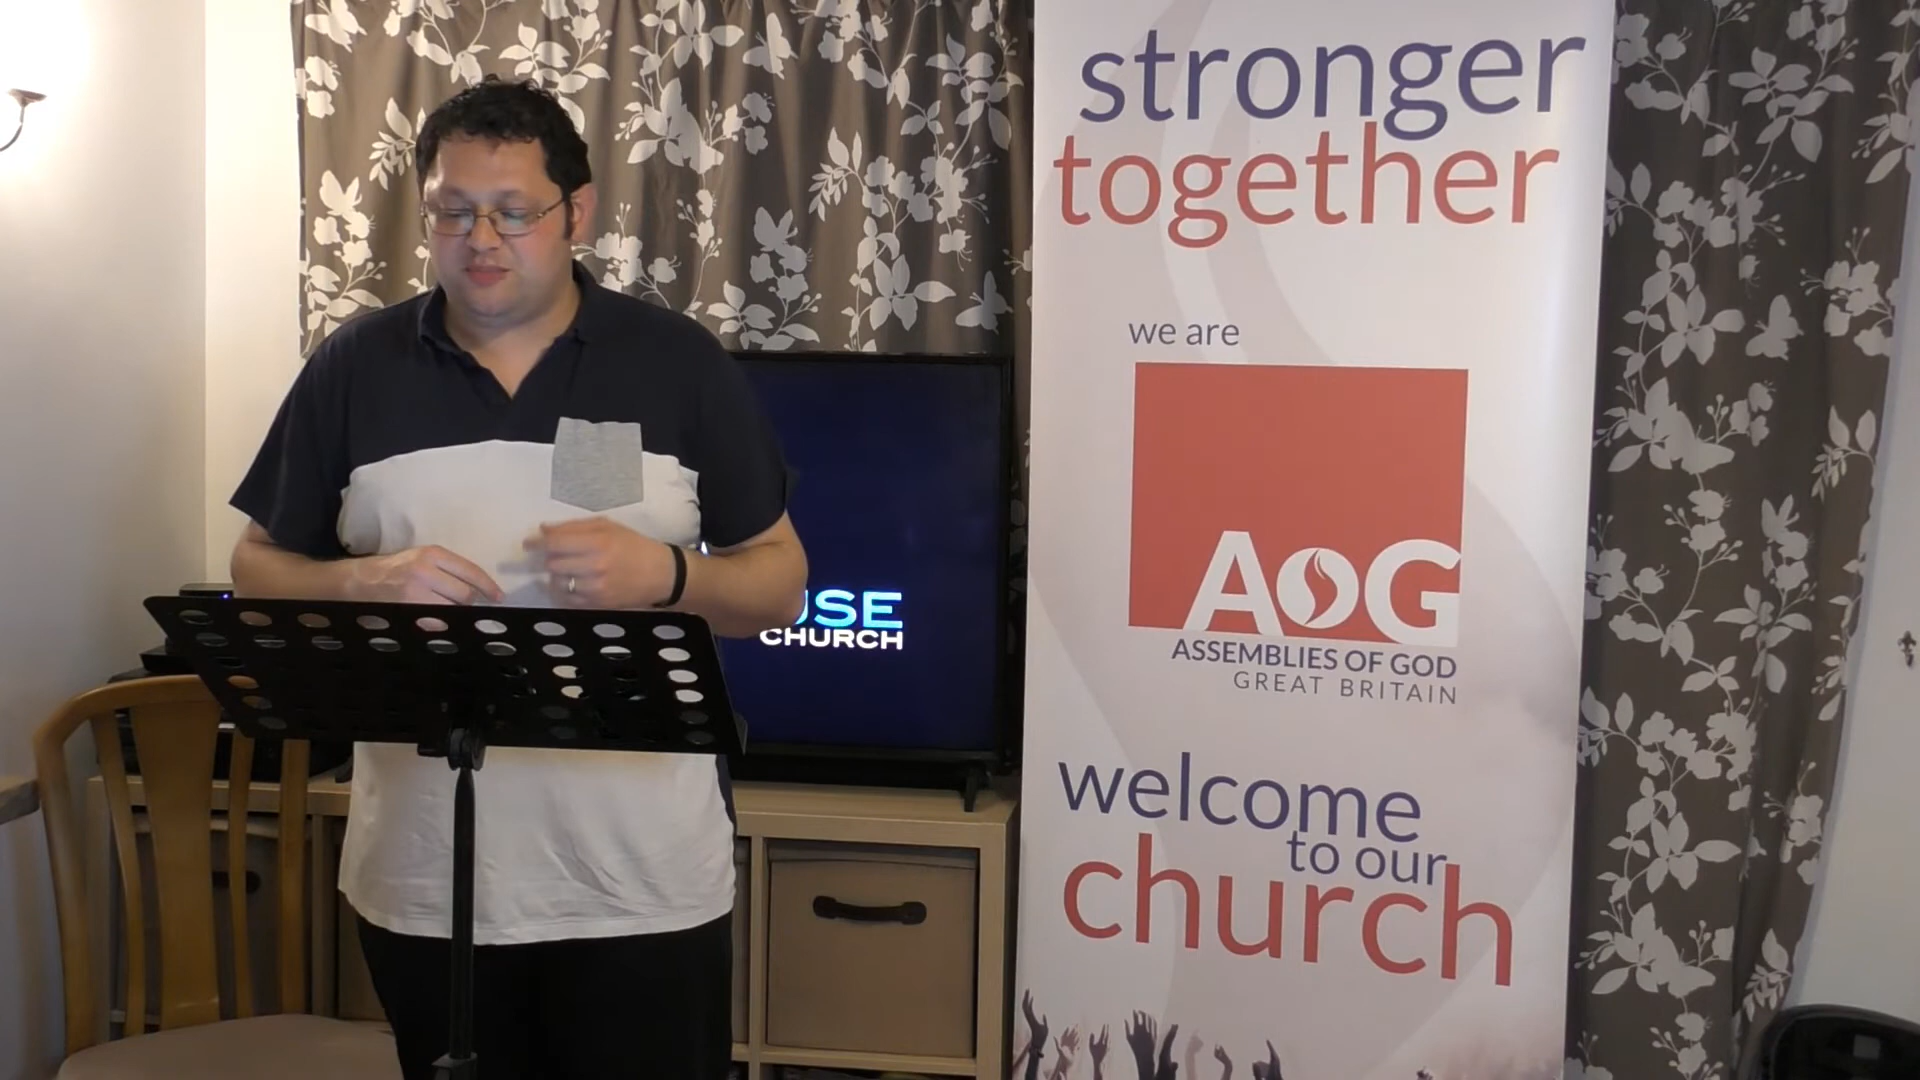 stronger
together
we are
AOG
ASSEMBLIES OF GOD
GREAT BRITAIN
welcome
to our
church
USE
CHURCH